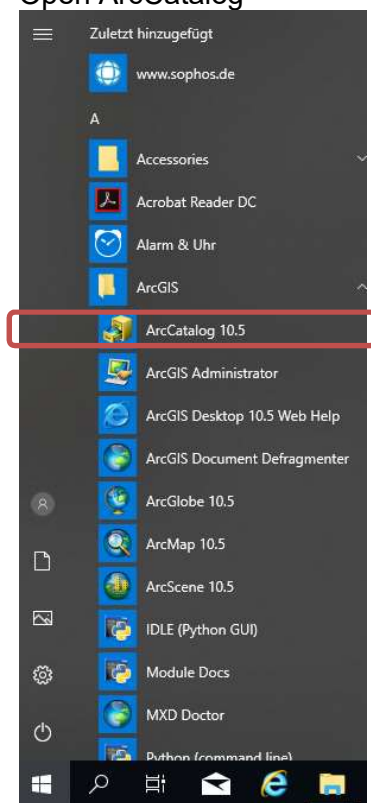 Open ArcCatalog
Zuletzt hinzugefügt
www.sophos.de
A
Accessories
Acrobat Reader DC
Alarm & Uhr
ArcGIS
ArcCatalog 10.5
ArcGIS Administrator
ArcGIS Desktop 10.5 Web Help
ArcGIS Document Defragmenter
ArcGlobe 10.5
ArcMap 10.5
ArcScene 10.5
IDLE (Python GUI)
Module Docs
MXD Doctor
Python (command line)